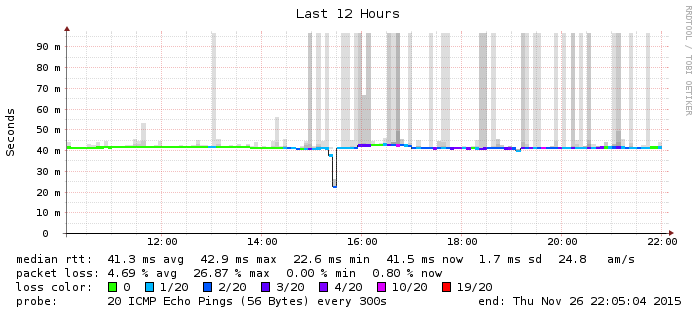 Last 12 Hours
RRDTOOL / TOBI OETIKER
Seconds
90 m
80 m
70 m
60 m
50 m
40 m
30 m
20 m
10 m
0
12:00 14:00 16:00 18:00 20:00 22:00
median rtt: 41.3 ms avg 42.9 ms max 22.6 ms min 41.5 ms now 1.7 ms sd 24.8 am/s
packet loss: 4.69 % avg 26.87 % max 0.00 % min 0.80 % now
loss color: 0 1/20 2/20 3/20 4/20 10/20 19/20
probe: 20 ICMP Echo Pings (56 Bytes) every 300s end: Thu Nov 26 22:05:04 2015